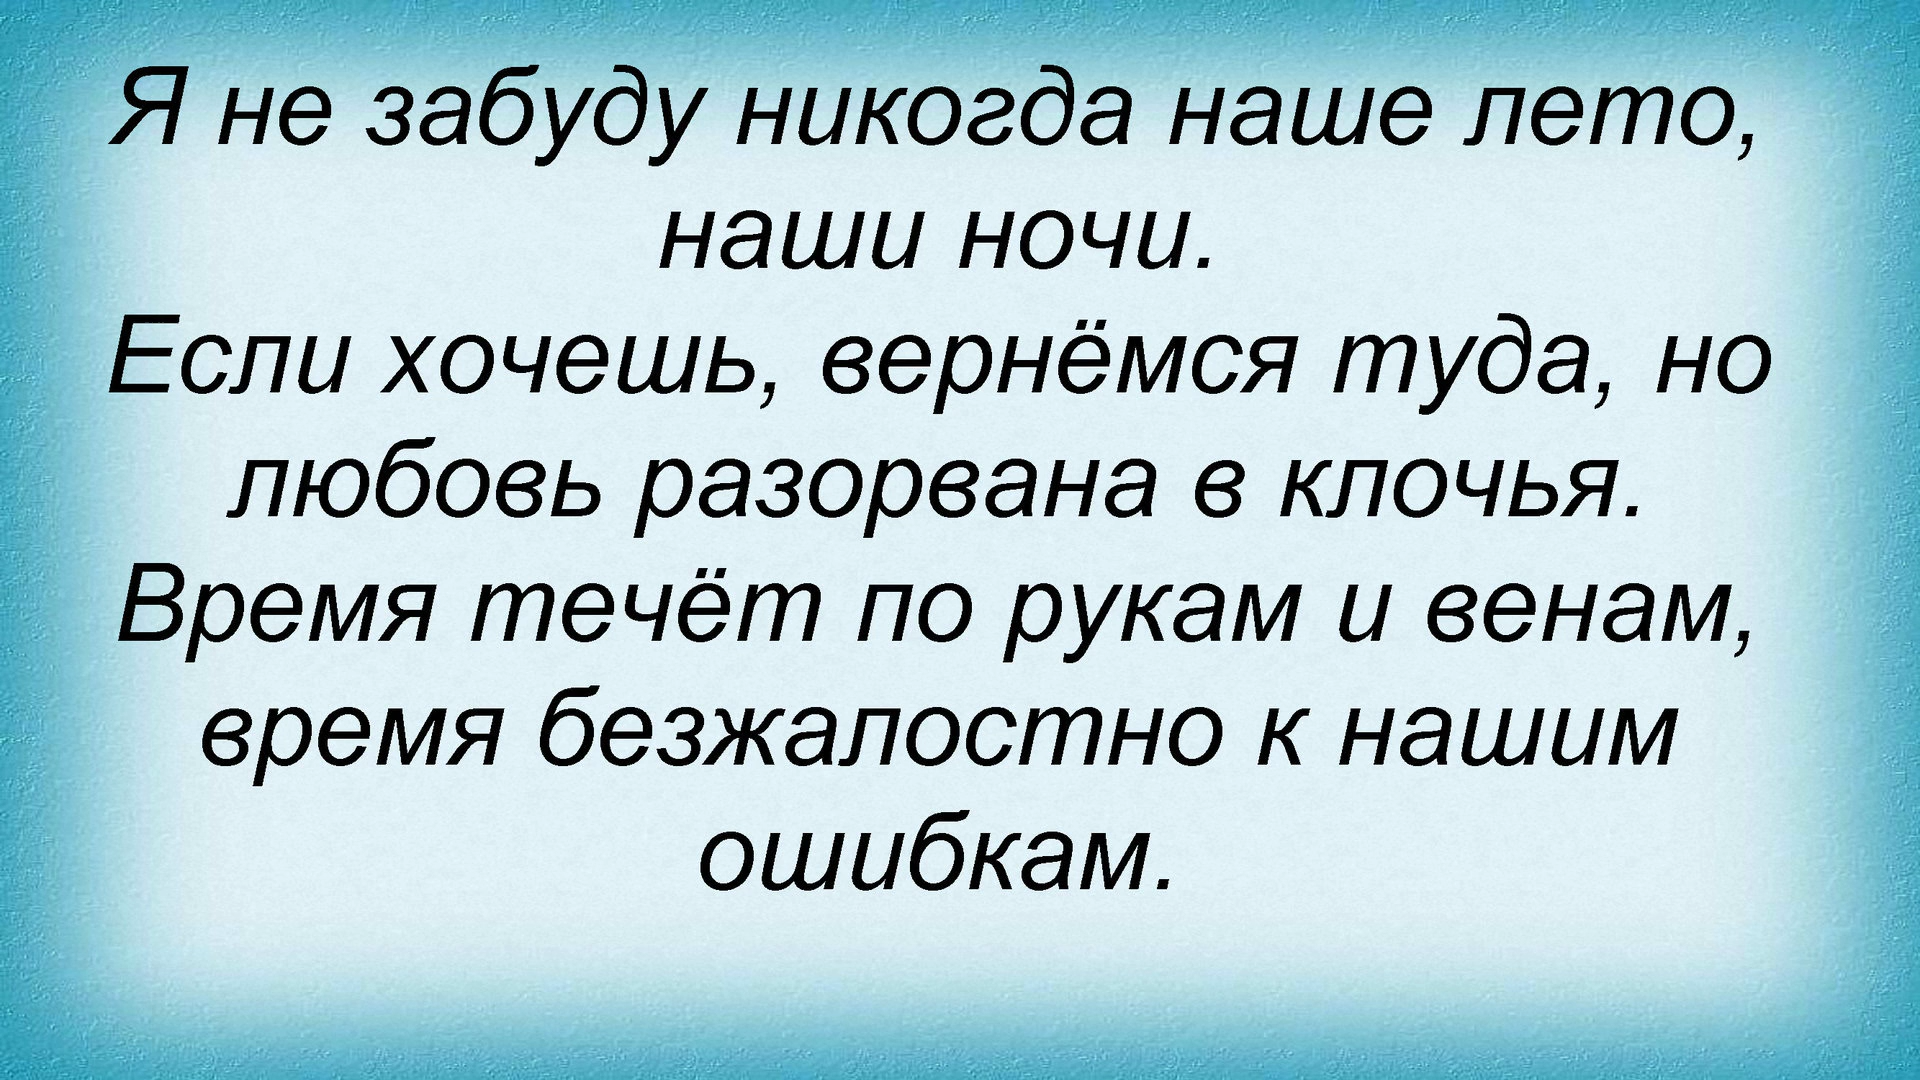 Я не забуду никогда наше лето,
наши ночи.
Если хочешь, вернёмся туда, но
любовь разорвана в клочья.
Время течёт по рукам и венам,
время безжалостно к нашим
ошибкам.